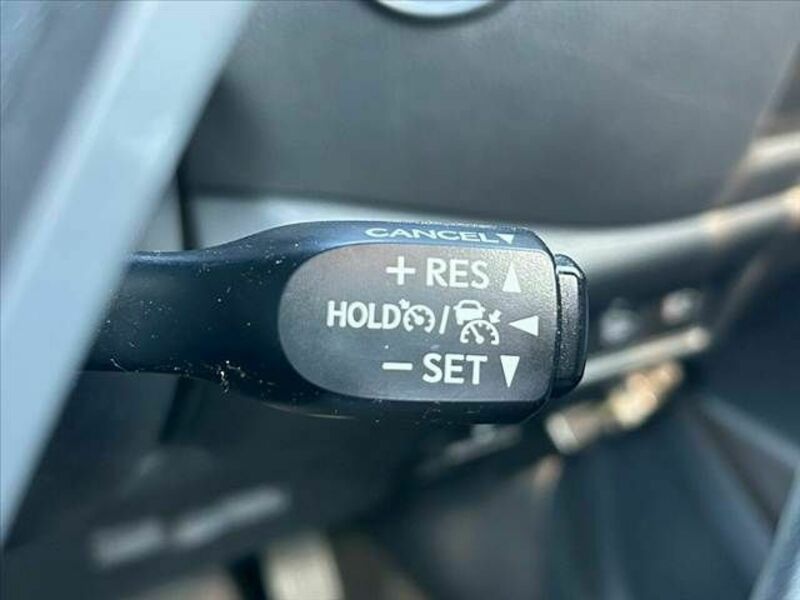 CANCEL▼
+ RES ▲
HOLD / ◀
− SET ▼